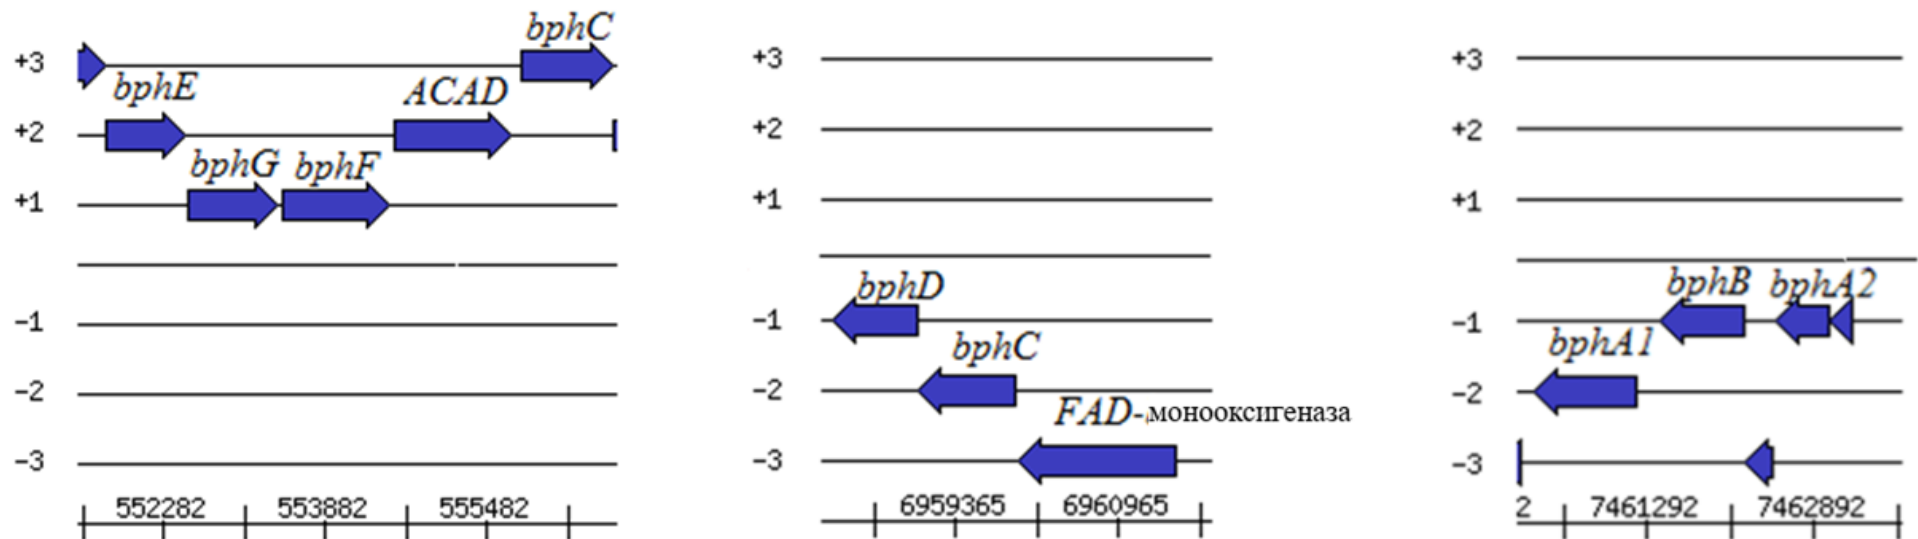 bphC
+3
bphE
ACAD
+2
bphG
bphF
+1
-1
-2
-3
552282
553882
555482
+3
+2
+1
bphD
-1
bphC
-2
FAD-монооксигеназа
-3
6959365
6960965
+3
+2
+1
bphB
bphA2
-1
bphA1
-2
-3
2
7461292
7462892